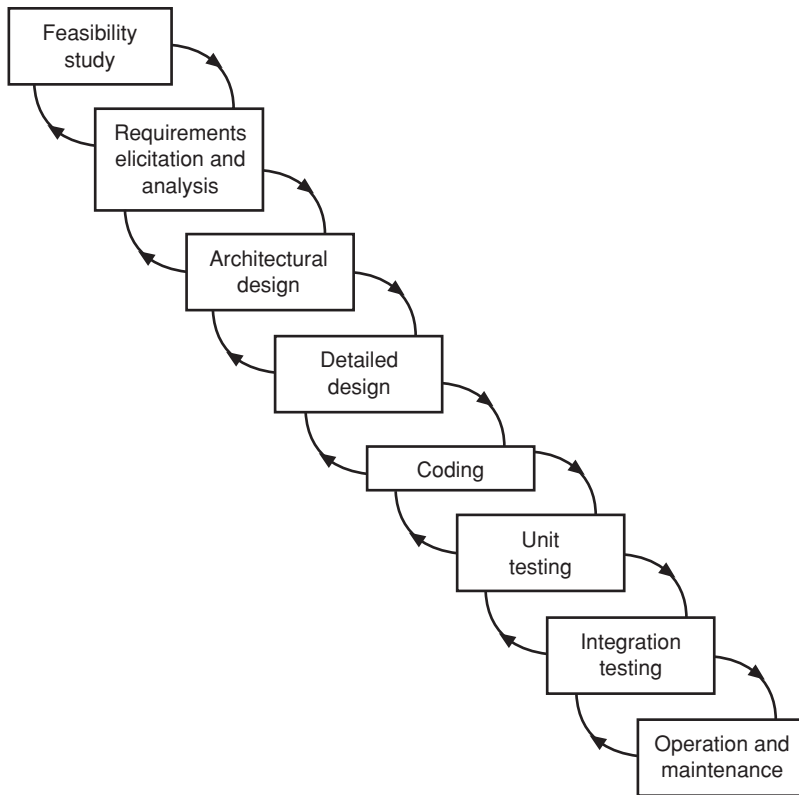 Feasibility
study
Requirements
elicitation and
analysis
Architectural
design
Detailed
design
Coding
Unit
testing
Integration
testing
Operation and
maintenance